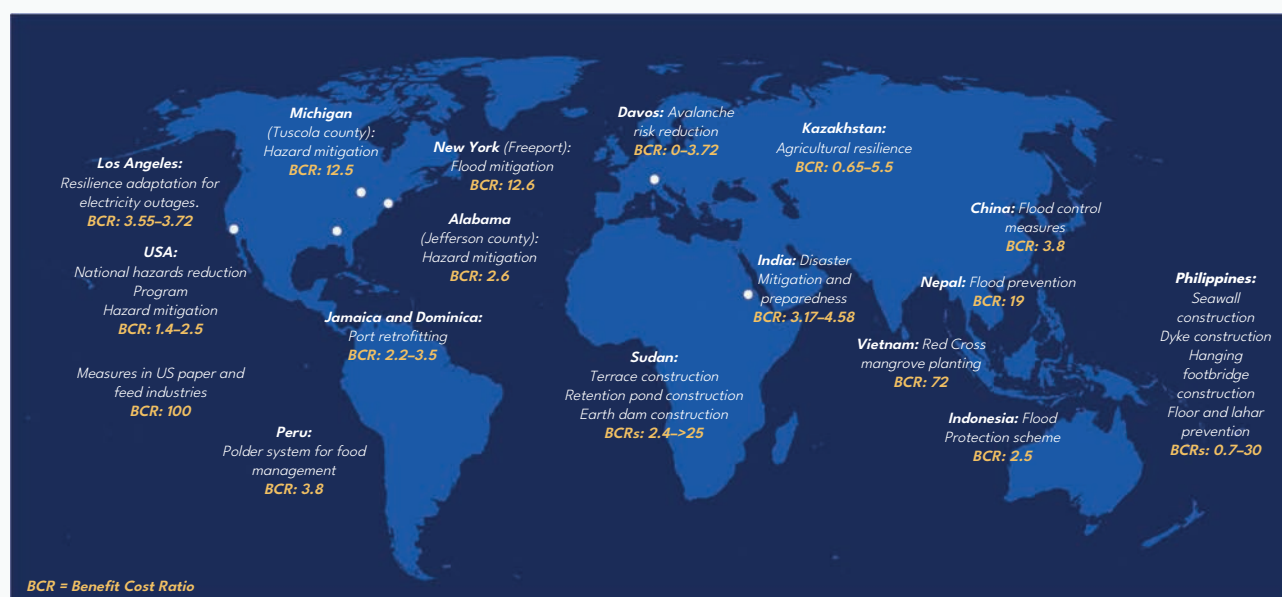 Michigan
(Tuscola county):
Hazard mitigation
BCR: 12.5
New York (Freeport):
Flood mitigation
BCR: 12.6
Davos: Avalanche
risk reduction
BCR: 0–3.72
Kazakhstan:
Agricultural resilience
BCR: 0.65–5.5
Los Angeles:
Resilience adaptation for
electricity outages.
BCR: 3.55–3.72
Alabama
(Jefferson county):
Hazard mitigation
BCR: 2.6
China: Flood control
measures
BCR: 3.8
USA:
National hazards reduction
Program
Hazard mitigation
BCR: 1.4–2.5
India: Disaster
Mitigation and
preparedness
BCR: 3.17–4.58
Nepal: Flood prevention
BCR: 19
Philippines:
Seawall
construction
Dyke construction
Hanging
footbridge
construction
Floor and lahar
prevention
BCRs: 0.7–30
Jamaica and Dominica:
Port retrofitting
BCR: 2.2–3.5
Vietnam: Red Cross
mangrove planting
BCR: 72
Sudan:
Terrace construction
Retention pond construction
Earth dam construction
BCRs: 2.4–>25
Measures in US paper and
feed industries
BCR: 100
Indonesia: Flood
Protection scheme
BCR: 2.5
Peru:
Polder system for food
management
BCR: 3.8
BCR = Benefit Cost Ratio